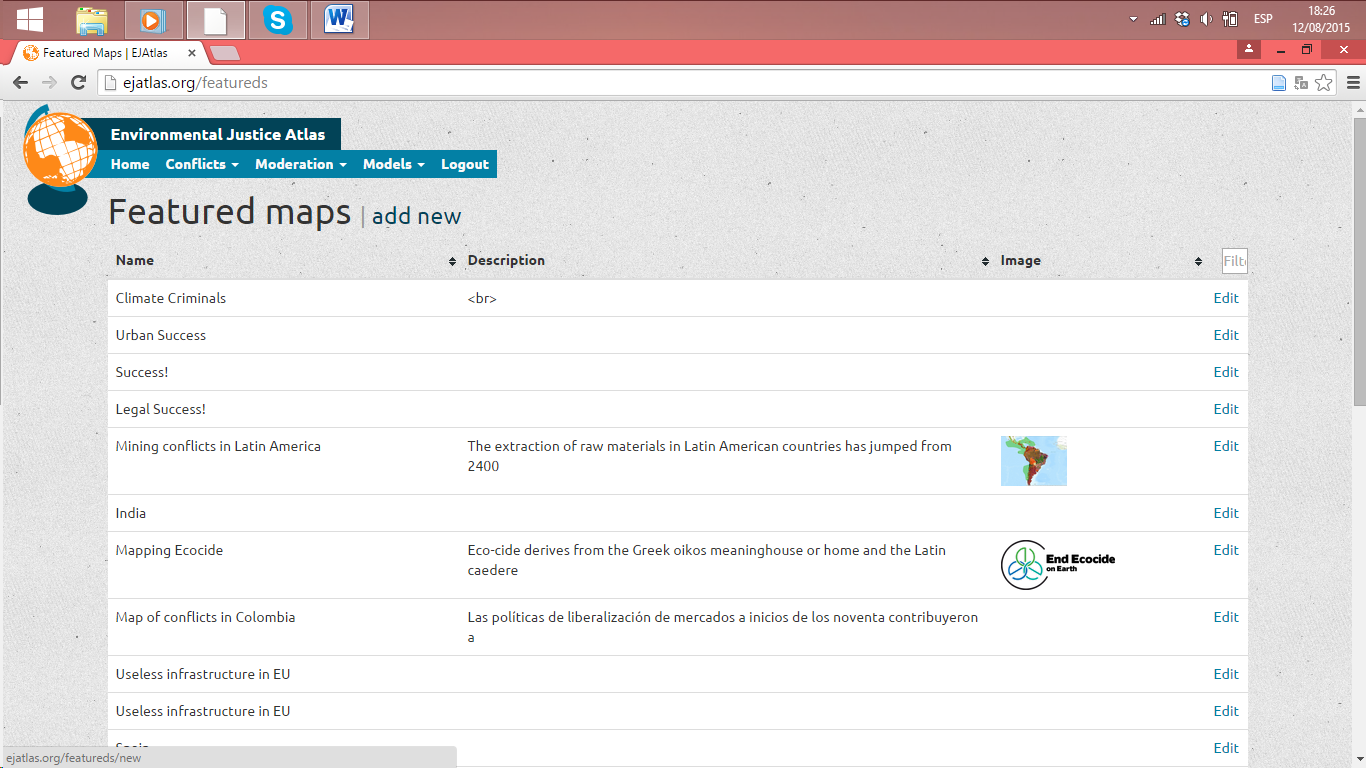 18:26
ESP
12/08/2015
Featured Maps | EJAtlas
ejatlas.org/featureds
Environmental Justice Atlas
Home Conflicts Moderation Models Logout
Featured maps | add new
Name Description Image Filt
Climate Criminals <br> Edit
Urban Success Edit
Success! Edit
Legal Success! Edit
Mining conflicts in Latin America The extraction of raw materials in Latin American countries has jumped from Edit
2400
India Edit
Mapping Ecocide Eco-cide derives from the Greek oikos meaninghouse or home and the Latin End Ecocide Edit
caedere on Earth
Map of conflicts in Colombia Las políticas de liberalización de mercados a inicios de los noventa contribuyeron Edit
a
Useless infrastructure in EU Edit
Useless infrastructure in EU Edit
Spain Edit
ejatlas.org/featureds/new